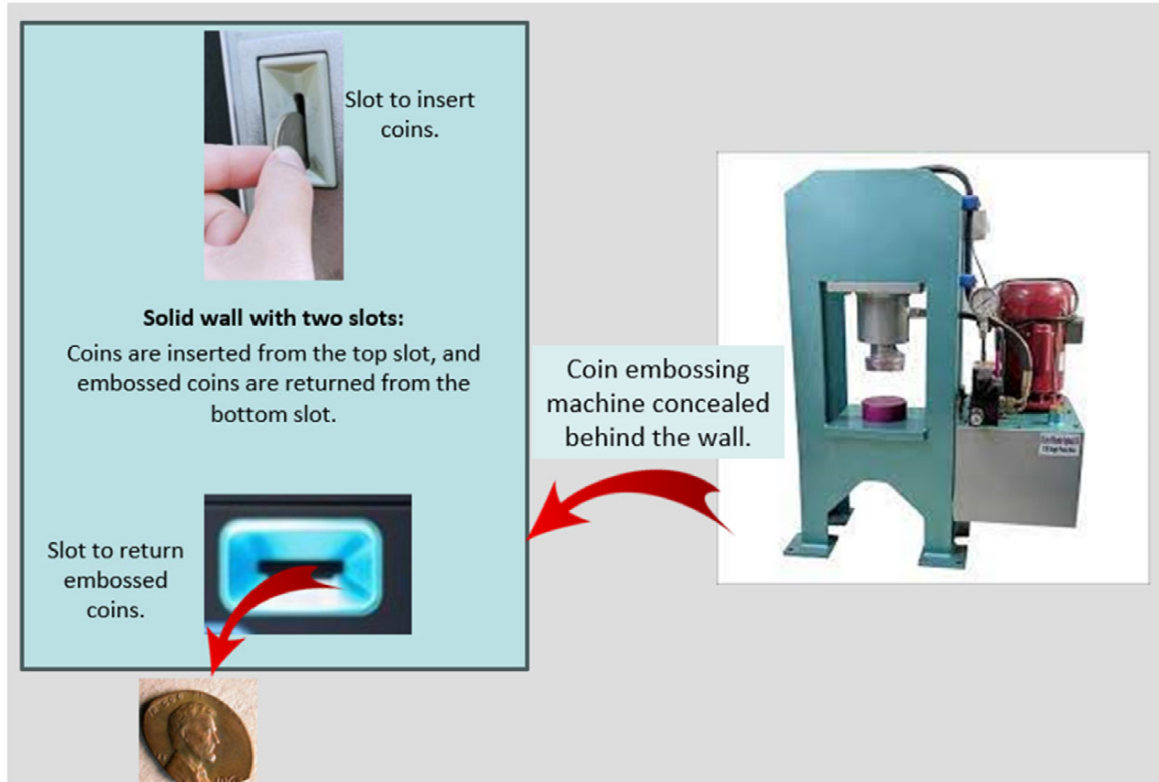 Slot to insert
coins.
Solid wall with two slots:
Coins are inserted from the top slot, and
embossed coins are returned from the
bottom slot.
Coin embossing
machine concealed
behind the wall.
Slot to return
embossed
coins.